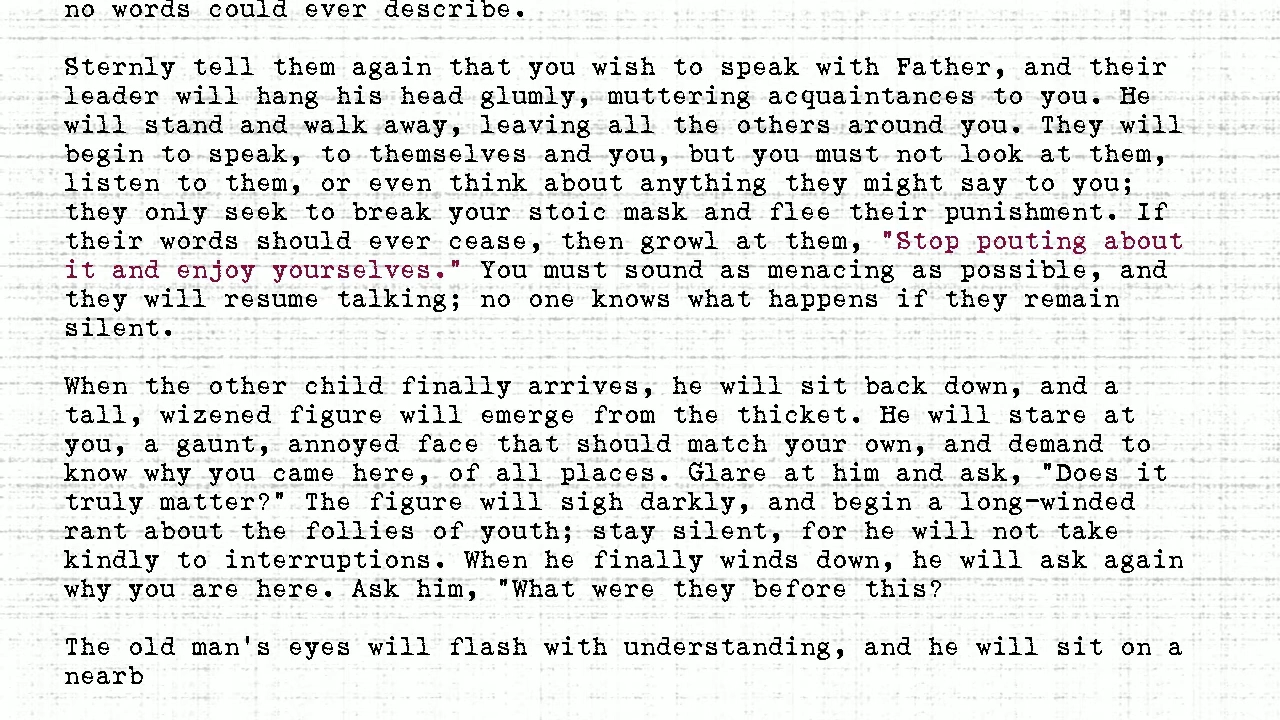 no words could ever describe.
Sternly tell them again that you wish to speak with Father, and their
leader will hang his head glumly, muttering acquaintances to you. He
will stand and walk away, leaving all the others around you. They will
begin to speak, to themselves and you, but you must not look at them,
listen to them, or even think about anything they might say to you;
they only seek to break your stoic mask and flee their punishment. If
their words should ever cease, then growl at them, "Stop pouting about
it and enjoy yourselves." You must sound as menacing as possible, and
they will resume talking; no one knows what happens if they remain
silent.
When the other child finally arrives, he will sit back down, and a
tall, wizened figure will emerge from the thicket. He will stare at
you, a gaunt, annoyed face that should match your own, and demand to
know why you came here, of all places. Glare at him and ask, "Does it
truly matter?" The figure will sigh darkly, and begin a long-winded
rant about the follies of youth; stay silent, for he will not take
kindly to interruptions. When he finally winds down, he will ask again
why you are here. Ask him, "What were they before this?
The old man's eyes will flash with understanding, and he will sit on a
nearb